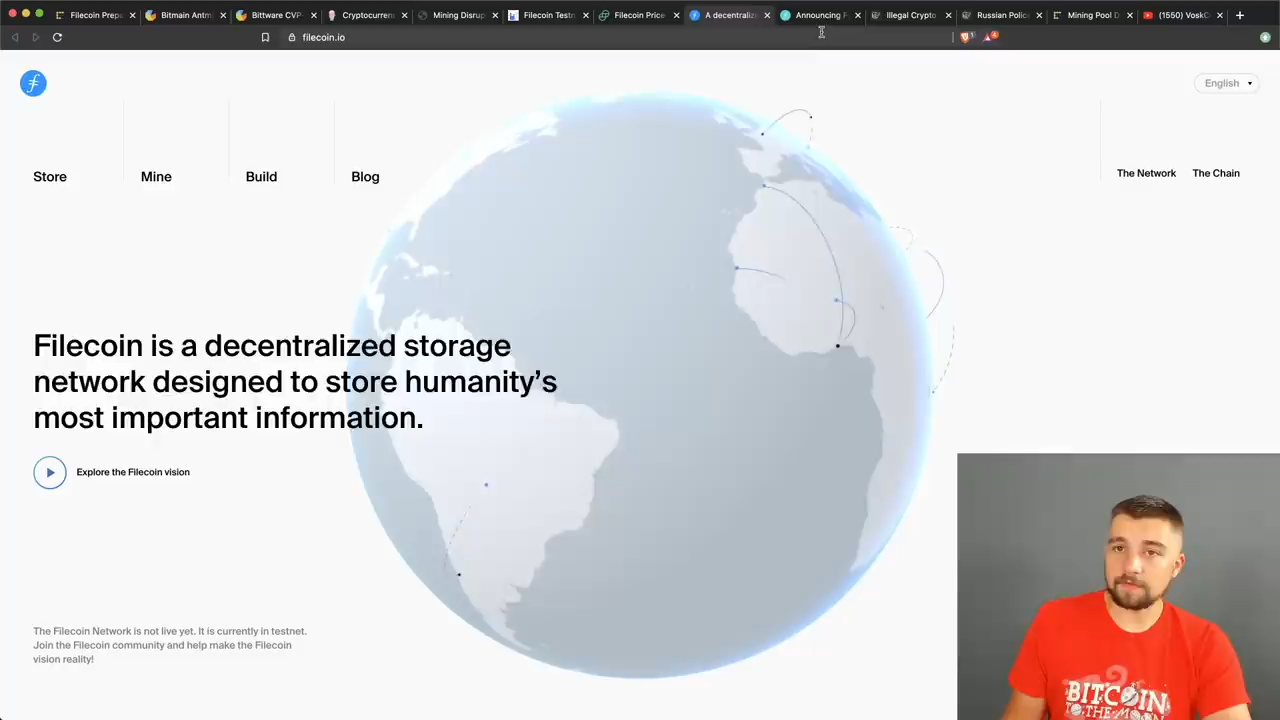 Filecoin Prepa
Bitmain Antm
Bittware CVP
Cryptocurren
Mining Disrup
Filecoin Testn
Filecoin Price
A decentraliz
Announcing F
Illegal Crypto
Russian Polic
Mining Pool D
(1550) VoskC
filecoin.io
English
Store
Mine
Build
Blog
The Network
The Chain
Filecoin is a decentralized storage
network designed to store humanity's
most important information.
Explore the Filecoin vision
The Filecoin Network is not live yet. It is currently in testnet.
Join the Filecoin community and help make the Filecoin
vision reality!
BITCOIN
TO THE MOON